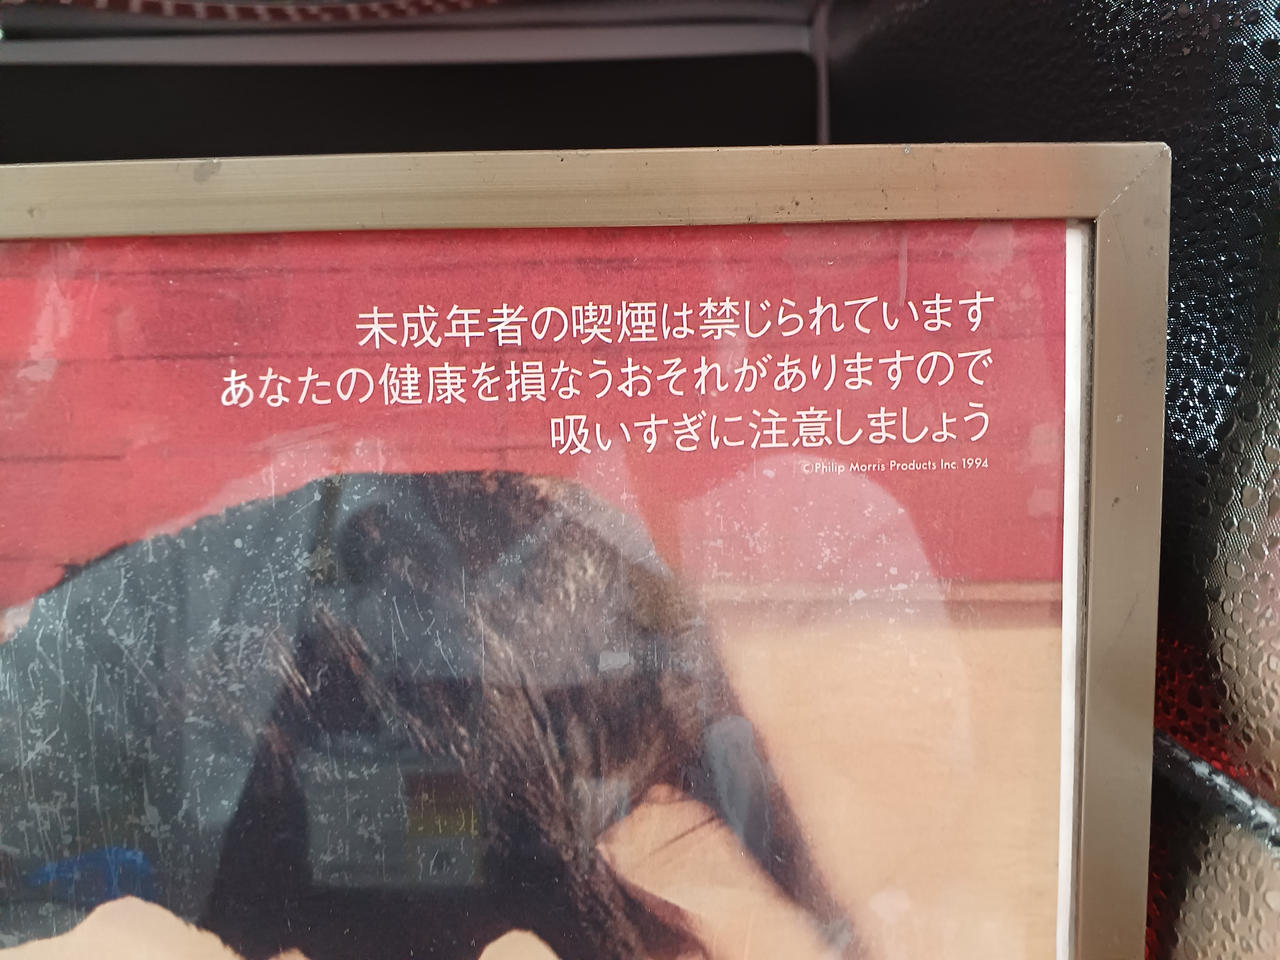 未成年者の喫煙は禁じられています
あなたの健康を損なうおそれがありますので
吸いすぎに注意しましょう
©Philip Morris Products Inc. 1994